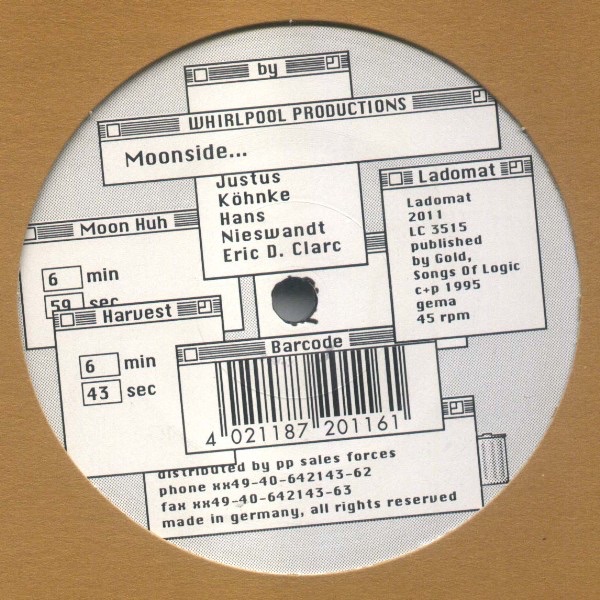 by
WHIRLPOOL PRODUCTIONS
Moonside...
Justus
Köhnke
Hans
Nieswandt
Eric D. Clarc
Ladomat
Ladomat
2011
LC 3515
published
by Gold,
Songs Of Logic
c+p 1995
gema
45 rpm
Moon Huh
6 min
59 sec
Harvest
6 min
43 sec
Barcode
4 021187 201161
distributed by pp sales forces
phone xx49-40-642143-62
fax xx49-40-642143-63
made in germany, all rights reserved